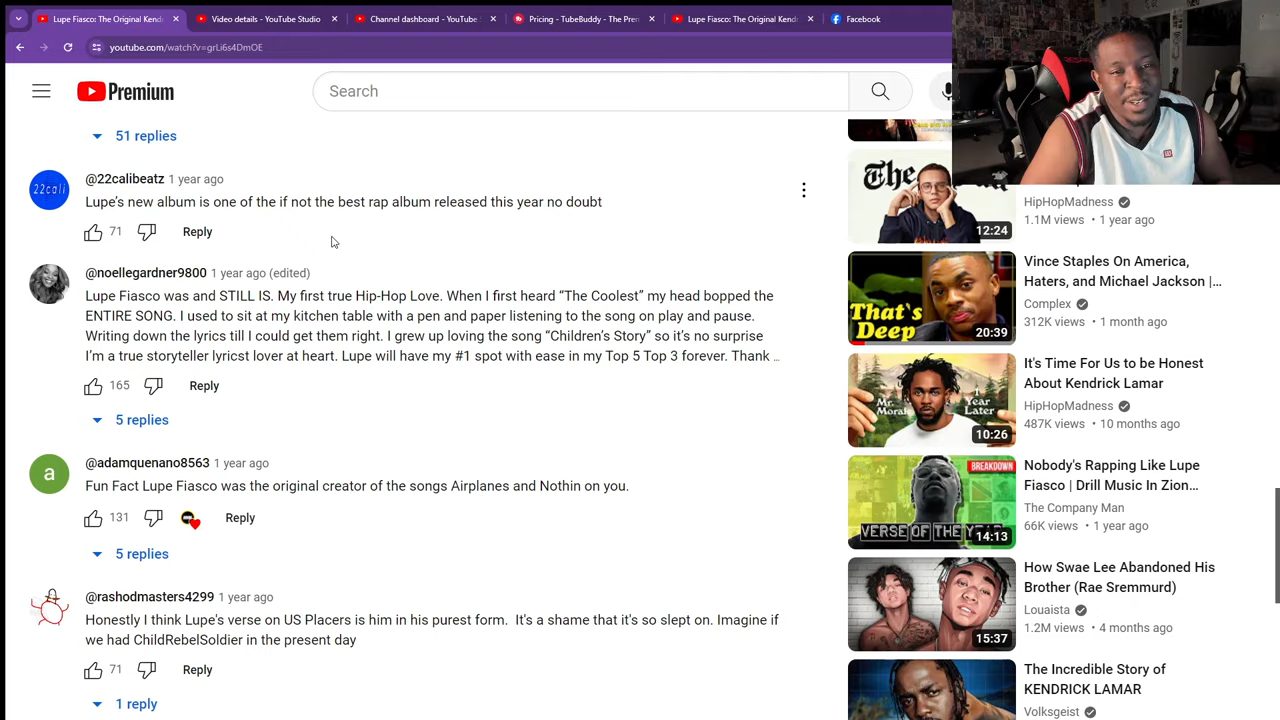 Lupe Fiasco: The Original Kend
Video details - YouTube Studio
Channel dashboard - YouTube
Pricing - TubeBuddy - The Pre
Lupe Fiasco: The Original Kend
Facebook
youtube.com/watch?v=grLi6s4DmOE
Premium
Search
51 replies
@22calibeatz 1 year ago
22cali
Lupe's new album is one of the if not the best rap album released this year no doubt
71 Reply
@noellegardner9800 1 year ago (edited)
Lupe Fiasco was and STILL IS. My first true Hip-Hop Love. When I first heard “The Coolest” my head bopped the
ENTIRE SONG. I used to sit at my kitchen table with a pen and paper listening to the song on play and pause.
Writing down the lyrics till I could get them right. I grew up loving the song “Children’s Story” so it’s no surprise
I’m a true storyteller lyricst lover at heart. Lupe will have my #1 spot with ease in my Top 5 Top 3 forever. Thank ...
165 Reply
5 replies
a
@adamquenano8563 1 year ago
Fun Fact Lupe Fiasco was the original creator of the songs Airplanes and Nothin on you.
131 Reply
5 replies
@rashodmasters4299 1 year ago
Honestly I think Lupe's verse on US Placers is him in his purest form. It's a shame that it's so slept on. Imagine if
we had ChildRebelSoldier in the present day
71 Reply
1 reply
The
12:24
HipHopMadness
1.1M views • 1 year ago
That's
Deep
20:39
Vince Staples On America,
Haters, and Michael Jackson |...
Complex
312K views • 1 month ago
Mr.
Morale
1 Year
Later
10:26
It's Time For Us to be Honest
About Kendrick Lamar
HipHopMadness
487K views • 10 months ago
BREAKDOWN
VERSE OF THE YEAR
14:13
Nobody's Rapping Like Lupe
Fiasco | Drill Music In Zion...
The Company Man
66K views • 1 year ago
15:37
How Swae Lee Abandoned His
Brother (Rae Sremmurd)
Louaista
1.2M views • 4 months ago
The Incredible Story of
KENDRICK LAMAR
Volksgeist